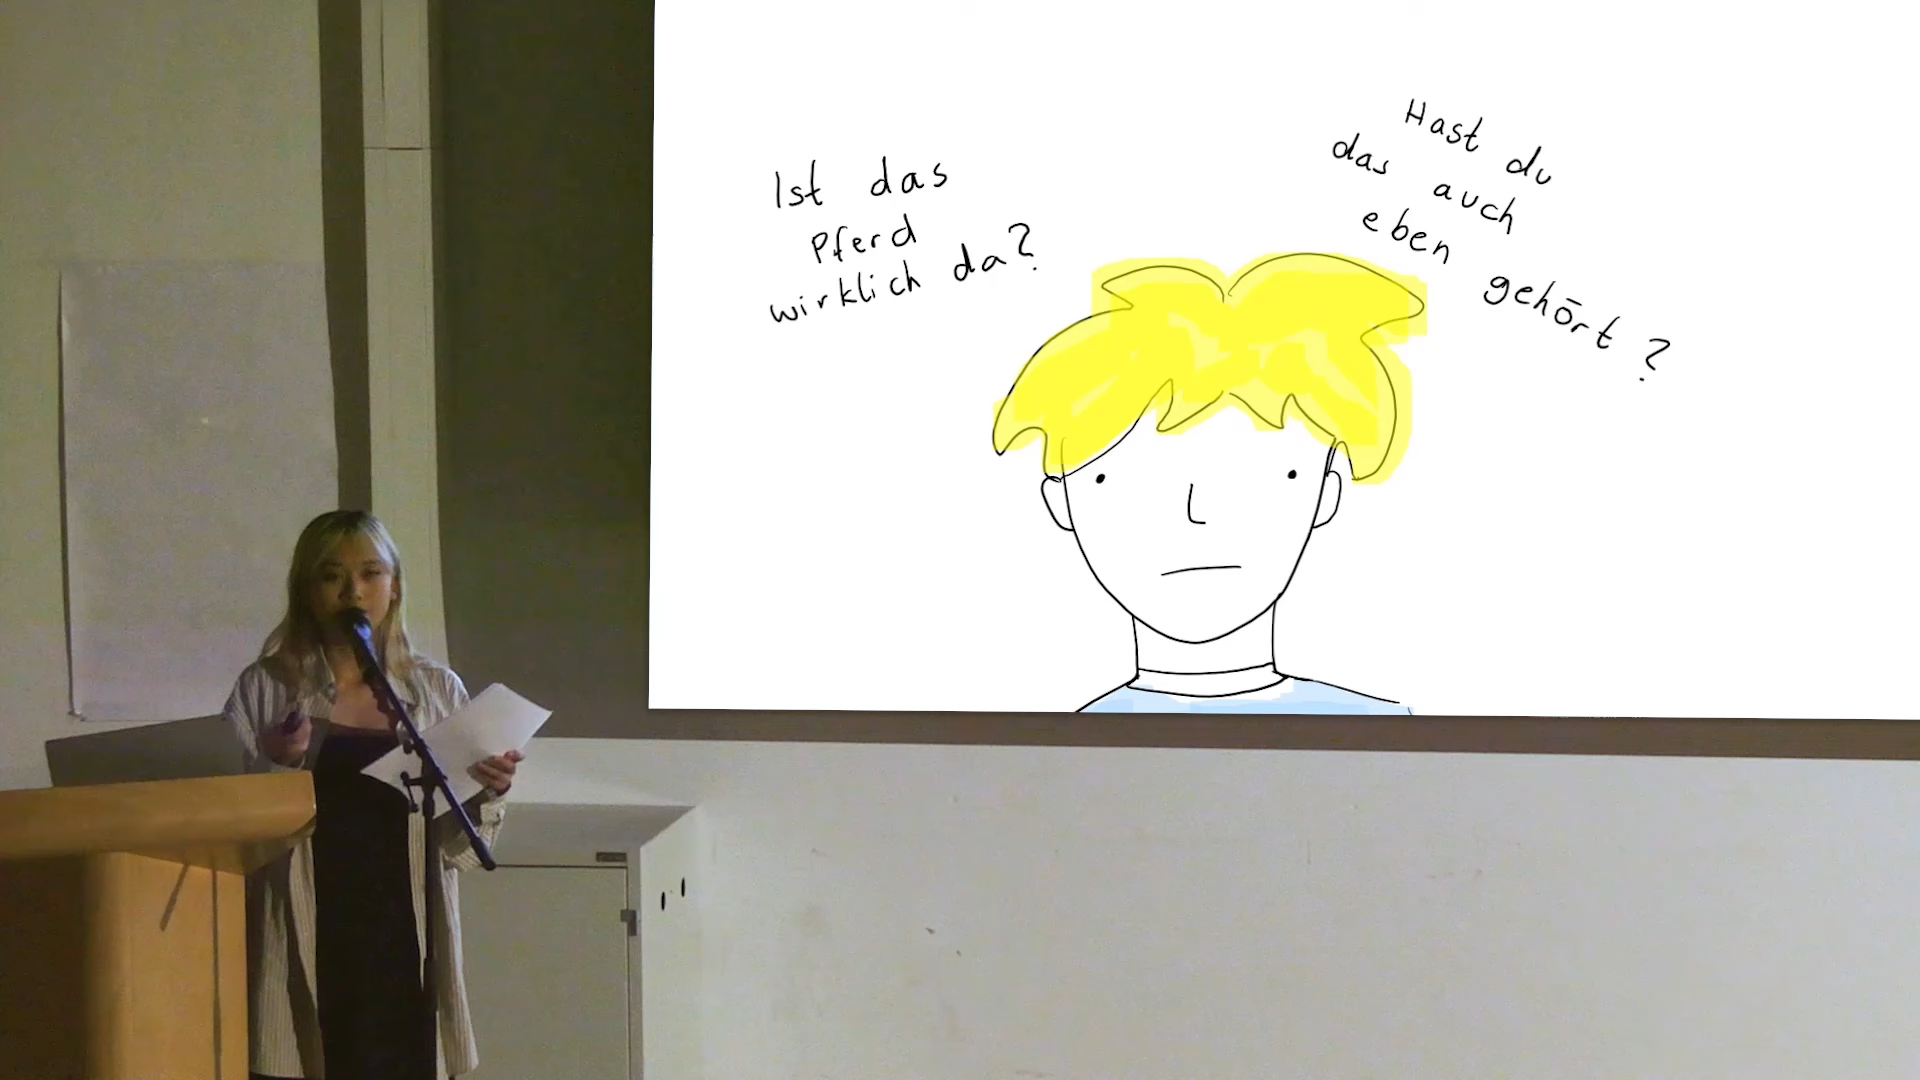 Ist das
Pferd
wirklich da?
Hast du
das auch
eben
gehört?